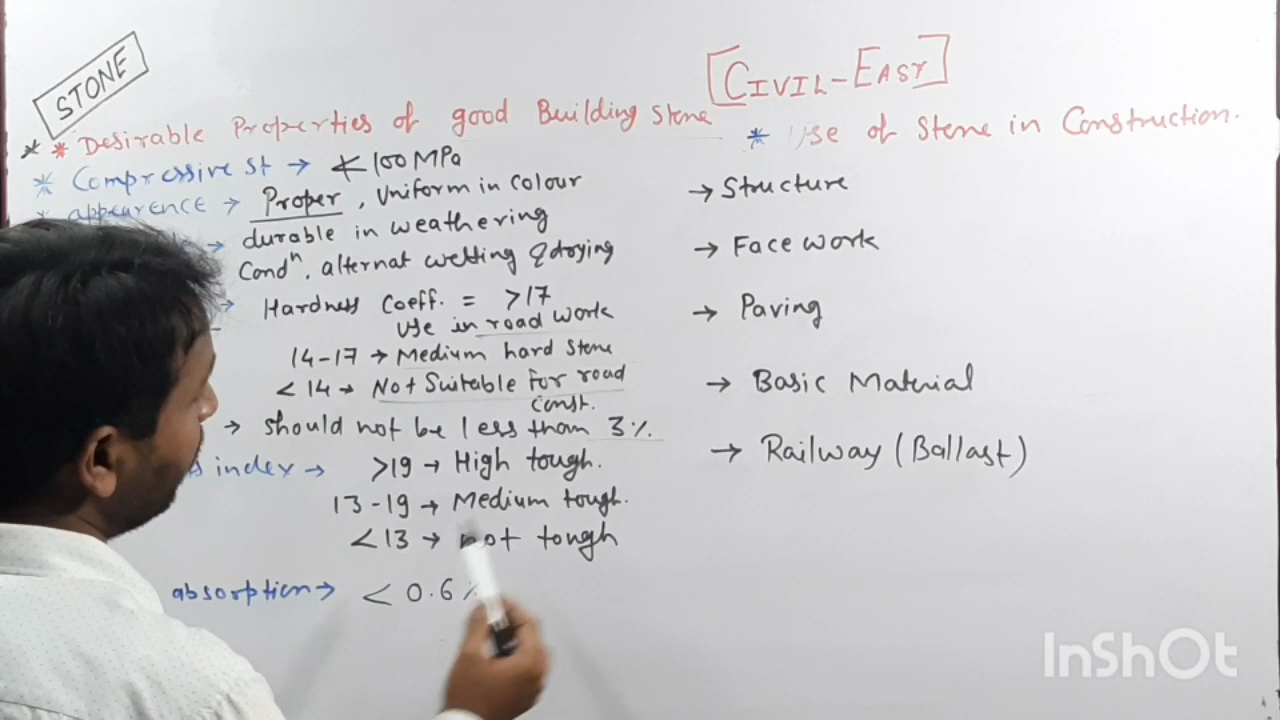 STONE
[CIVIL-EASY]
* * Desirable Properties of good Building Stone
* Compressive St → ≮ 100 MPa
* appearence → Proper, Uniform in colour
→ durable in weathering
Condⁿ, alternat wetting & drying
→ Hardness Coeff. = >17
Use in road work
14-17 → Medium hard stone
< 14 → Not Suitable for road
const.
→ should not be less than 3%.
index → >19 → High tough.
13-19 → Medium tough.
<13 → not tough
absorption → < 0.6%
* Use of Stone in Construction.
→ Structure
→ Face work
→ Paving
→ Basic Material
→ Railway (Ballast)
InShOt